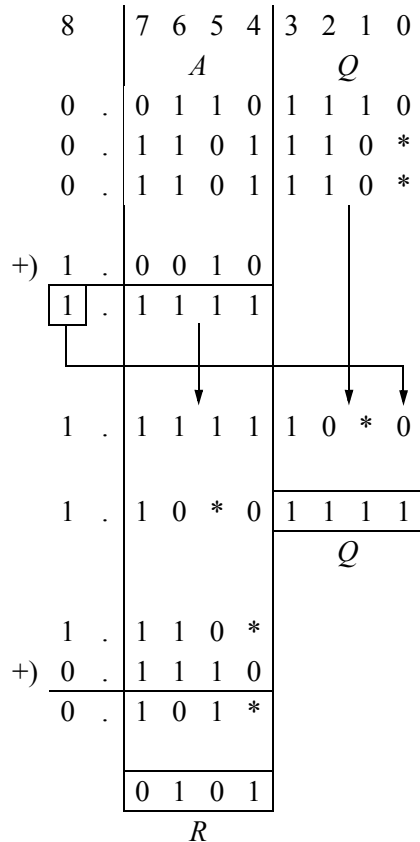 8 7 6 5 4 3 2 1 0
A Q
0 . 0 1 1 0 1 1 1 0
0 . 1 1 0 1 1 1 0 *
0 . 1 1 0 1 1 1 0 *
+) 1 . 0 0 1 0
1 . 1 1 1 1
1 . 1 1 1 1 1 0 * 0
1 . 1 0 * 0 1 1 1 1
Q
1 . 1 1 0 *
+) 0 . 1 1 1 0
0 . 1 0 1 *
0 1 0 1
R